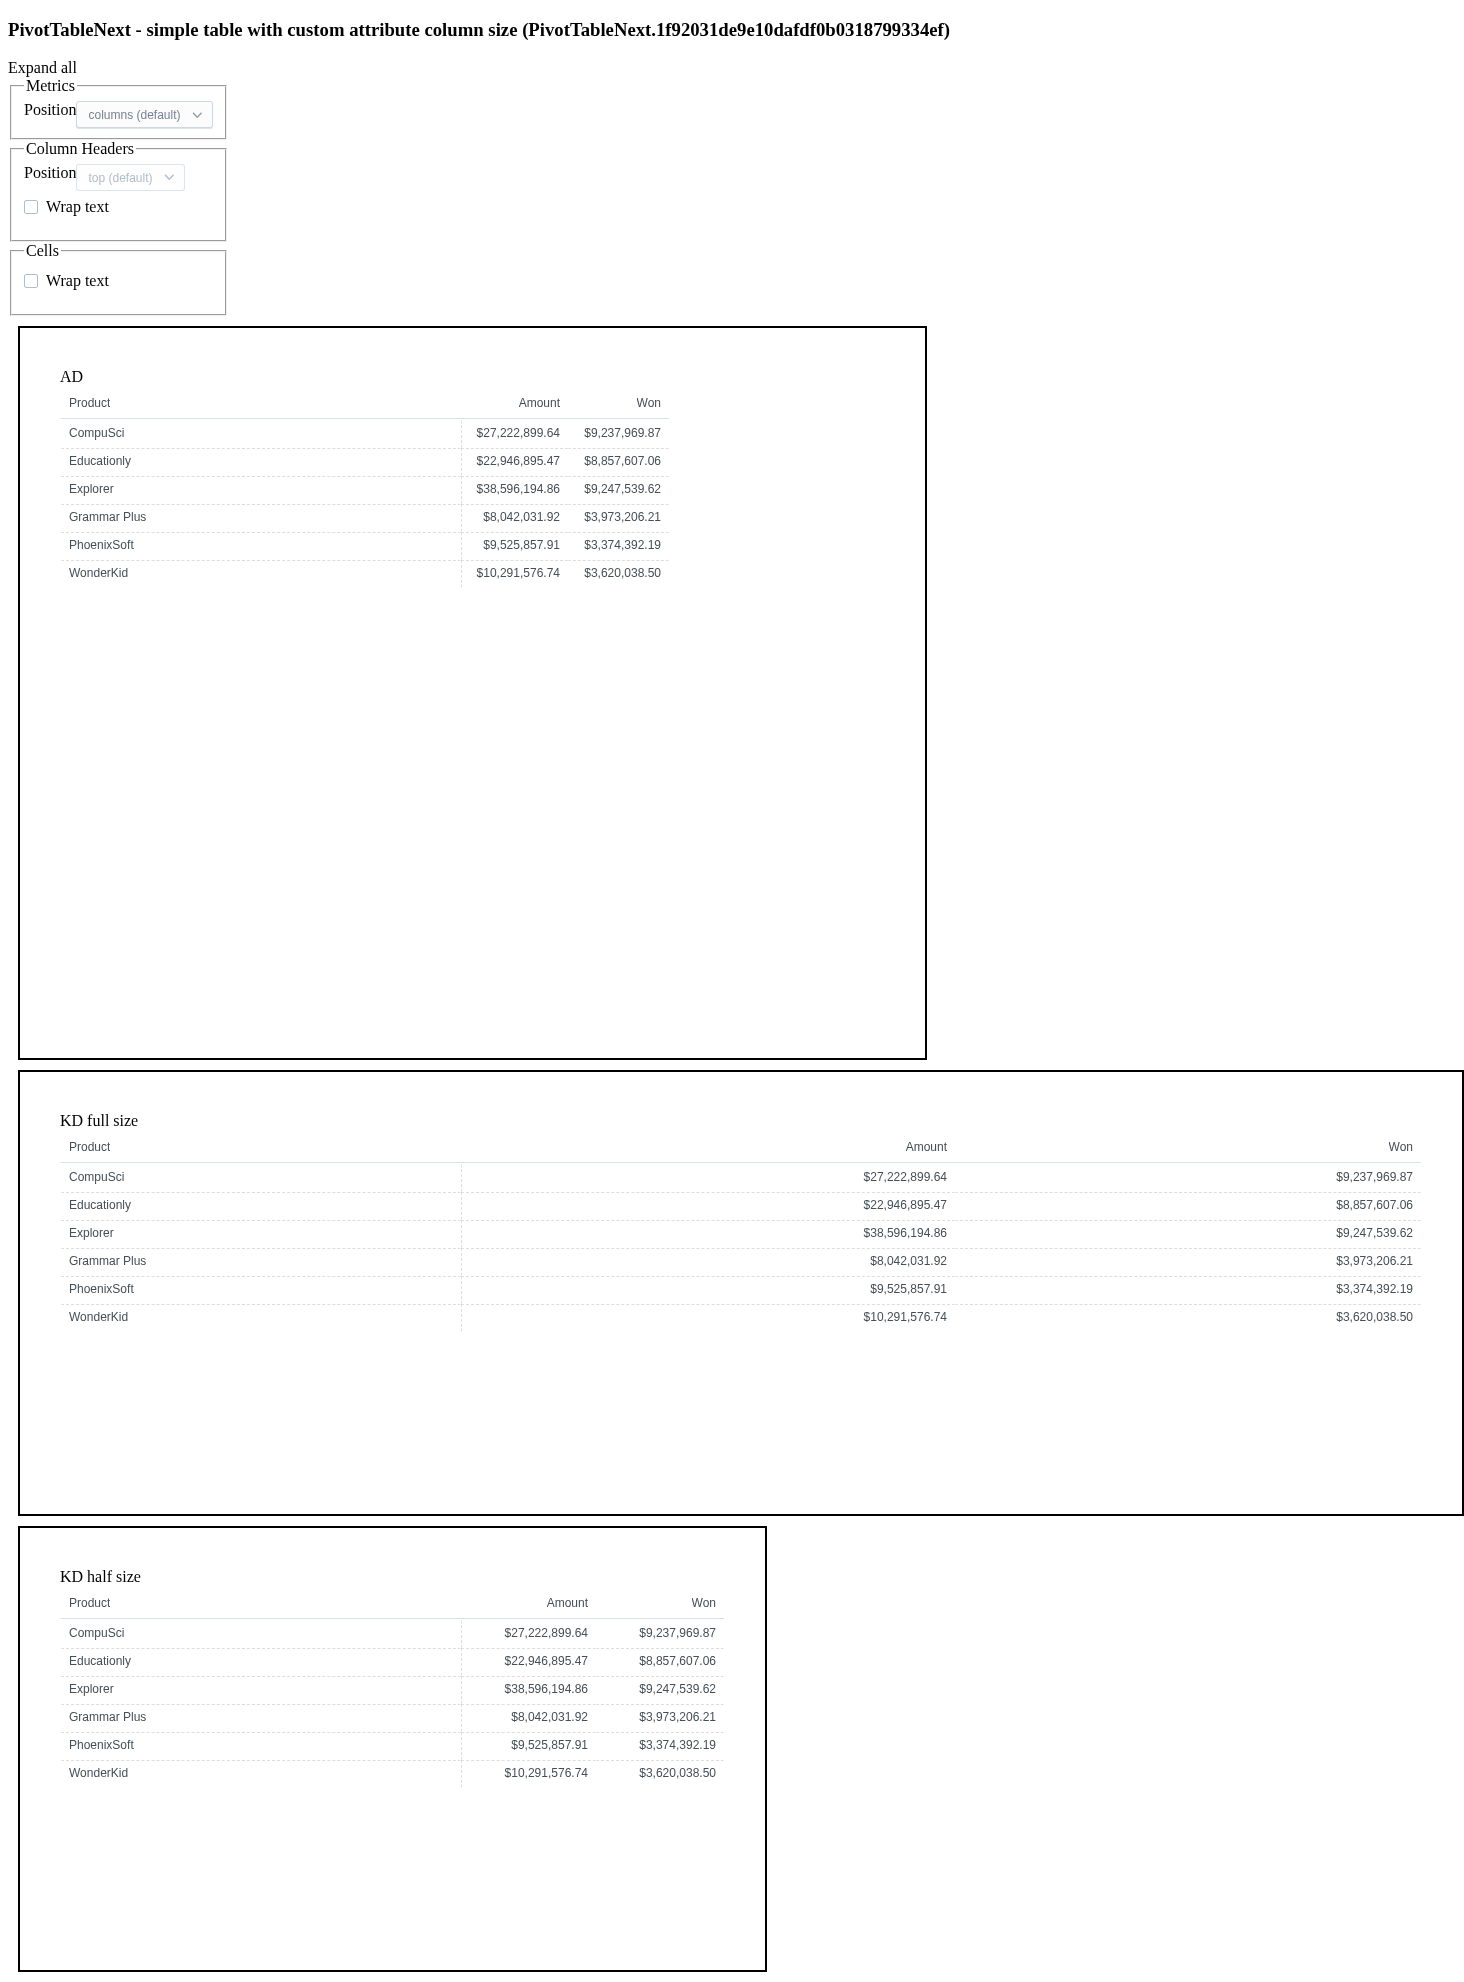 PivotTableNext - simple table with custom attribute column size (PivotTableNext.1f92031de9e10dafdf0b0318799334ef)
Expand all
Metrics
Position columns (default)
Column Headers
Position top (default)
Wrap text
Cells
Wrap text
AD
Product Amount Won
CompuSci $27,222,899.64 $9,237,969.87
Educationly $22,946,895.47 $8,857,607.06
Explorer $38,596,194.86 $9,247,539.62
Grammar Plus $8,042,031.92 $3,973,206.21
PhoenixSoft $9,525,857.91 $3,374,392.19
WonderKid $10,291,576.74 $3,620,038.50
KD full size
Product Amount Won
CompuSci $27,222,899.64 $9,237,969.87
Educationly $22,946,895.47 $8,857,607.06
Explorer $38,596,194.86 $9,247,539.62
Grammar Plus $8,042,031.92 $3,973,206.21
PhoenixSoft $9,525,857.91 $3,374,392.19
WonderKid $10,291,576.74 $3,620,038.50
KD half size
Product Amount Won
CompuSci $27,222,899.64 $9,237,969.87
Educationly $22,946,895.47 $8,857,607.06
Explorer $38,596,194.86 $9,247,539.62
Grammar Plus $8,042,031.92 $3,973,206.21
PhoenixSoft $9,525,857.91 $3,374,392.19
WonderKid $10,291,576.74 $3,620,038.50